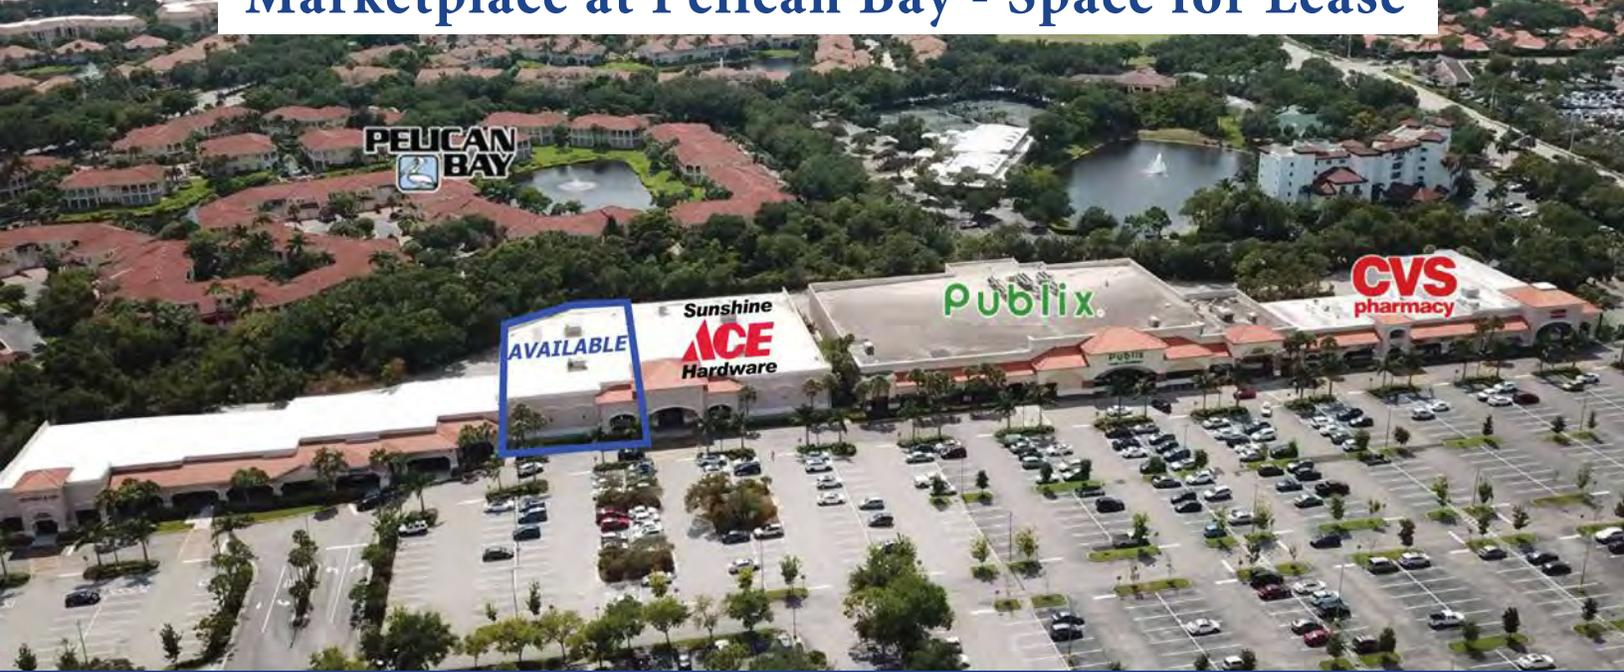 Marketplace at Pelican Bay - Space for Lease
PELICAN
BAY
AVAILABLE
Sunshine
ACE
Hardware
Publix
CVS
pharmacy
Publix